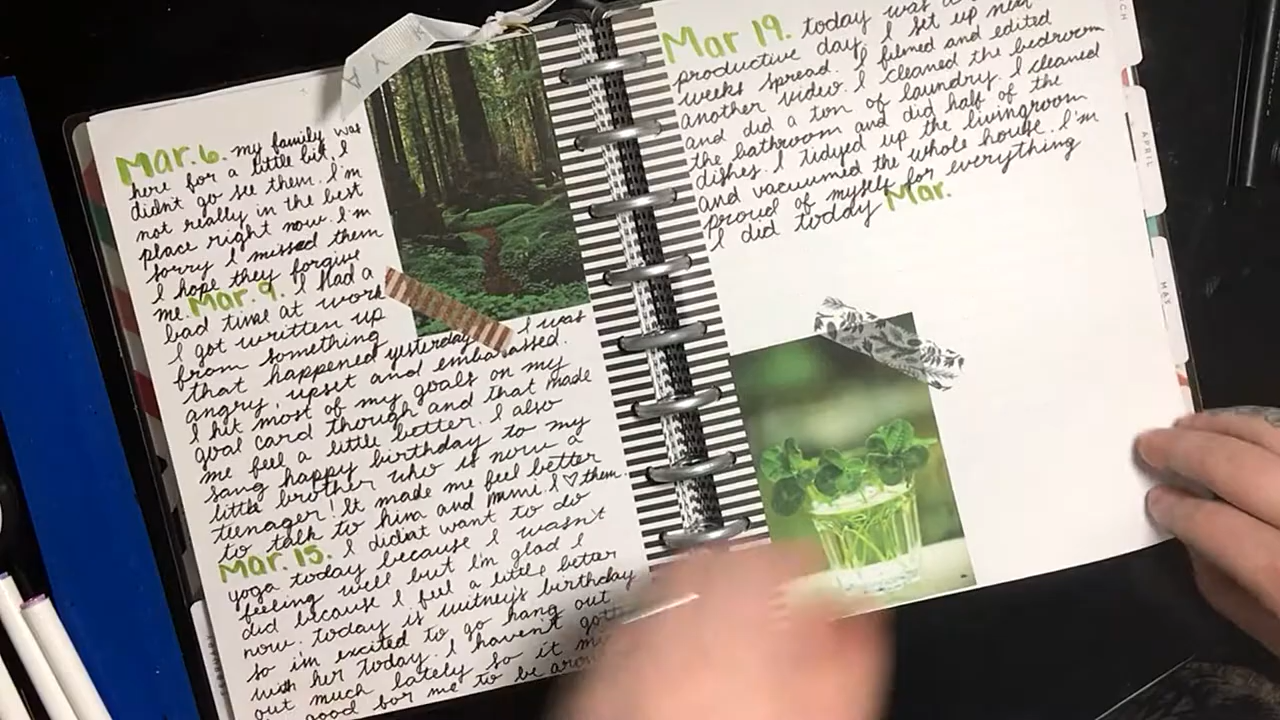 Mar. 6. my family was
here for a little bit. I
didnt go see them. I'm
not really in the best
place right now. I'm
sorry I missed them
I hope they forgive
me. Mar. 9. I had a
bad time at work
I got written up
from something
that happened yesterday I was
angry, upset and embarassed.
I hit most of my goals on my
goal card though and that made
me feel a little better. I also
sang happy birthday to my
little brother who is now a
teenager! It made me feel better
to talk to him and mimi. I ♡ them.
Mar. 15. I didnt want to do
yoga today because I wasn't
feeling well but I'm glad I
did because I feel a little better
now. today is witneys birthday
so i'm excited to go hang out
with her today. I haven't
out much lately so it
good for me to be
Mar 19. today was
productive day. I set up
weeks spread. I filmed and edited
another video. I cleaned the bedroom
and did a ton of laundry. I cleaned
the bathroom and did half of the
dishes. I tidyed up the livingroom
and vacuumed the whole house. I'm
proud of myself for everything
I did today Mar.
APRIL
MAY